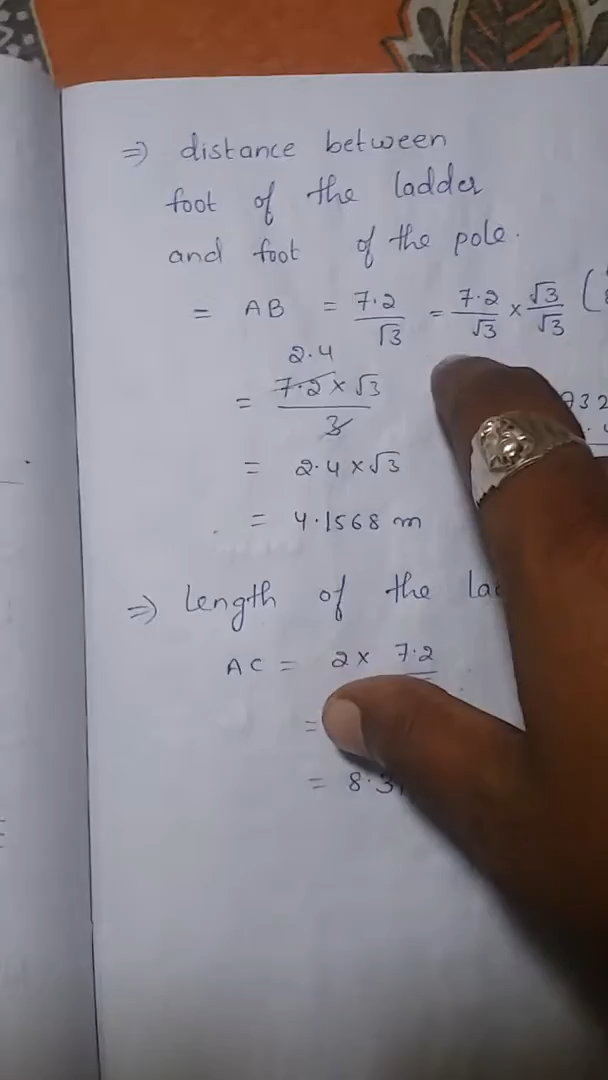 ⇒ distance between
foot of the ladder
and foot of the pole.
= AB = 7.2/√3 = 7.2/√3 × √3/√3 (
2.4
= 7.2 × √3 / 3
= 2.4 × √3
= 4.1568 m
⇒ Length of the
AC = 2 × 7.2
=
= 8.3